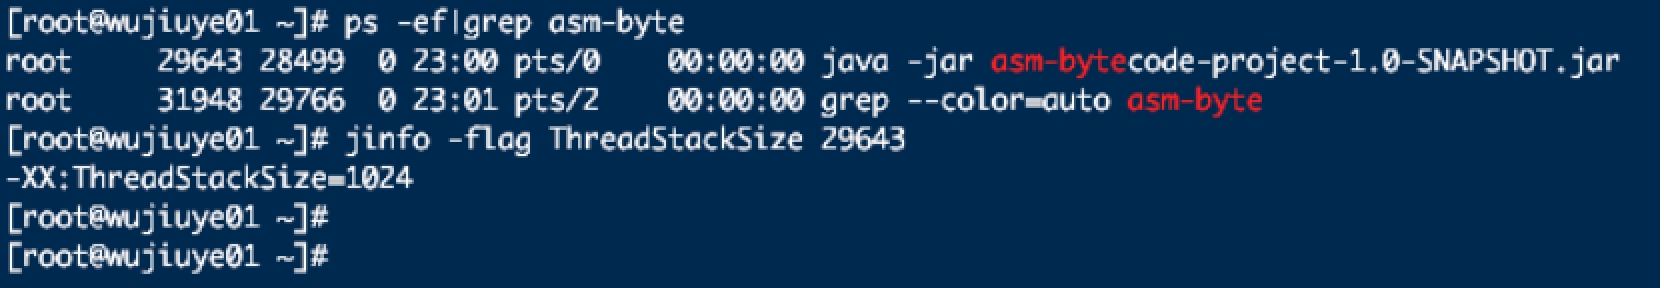 [root@wujiuye01 ~]# ps -ef|grep asm-byte
root     29643 28499  0 23:00 pts/0    00:00:00 java -jar asm-bytecode-project-1.0-SNAPSHOT.jar
root     31948 29766  0 23:01 pts/2    00:00:00 grep --color=auto asm-byte
[root@wujiuye01 ~]# jinfo -flag ThreadStackSize 29643
-XX:ThreadStackSize=1024
[root@wujiuye01 ~]#
[root@wujiuye01 ~]#